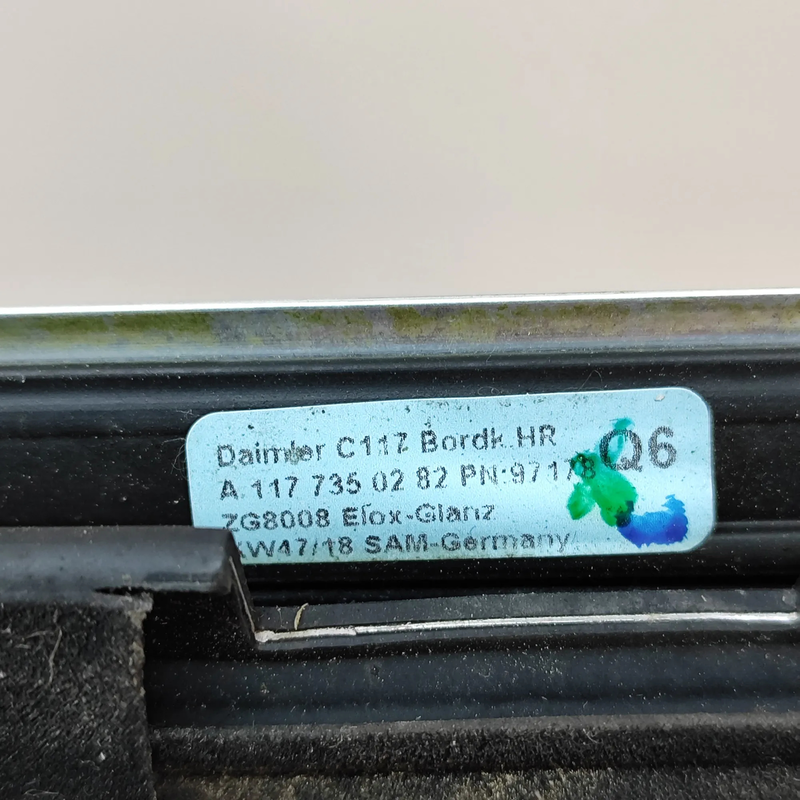 Daimler C117 Bordk. HR
A 117 735 02 82 PN:97178 Q6
ZG8008 Elox-Glanz
KW47/18 SAM-Germany